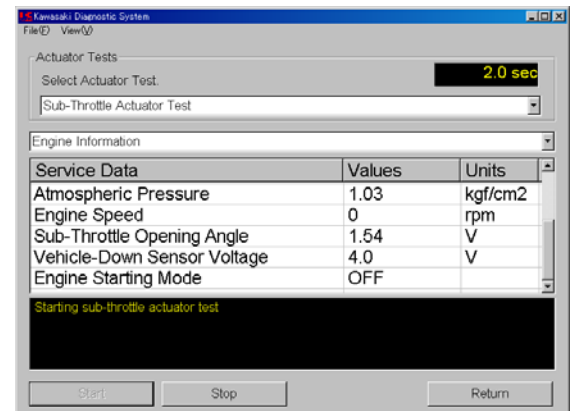 Kawasaki Diagnostic System
File(F) View(V)
Actuator Tests
Select Actuator Test.
2.0 sec
Sub-Throttle Actuator Test
Engine Information
Service Data Values Units
Atmospheric Pressure 1.03 kgf/cm2
Engine Speed 0 rpm
Sub-Throttle Opening Angle 1.54 V
Vehicle-Down Sensor Voltage 4.0 V
Engine Starting Mode OFF
Starting sub-throttle actuator test
Start Stop Return